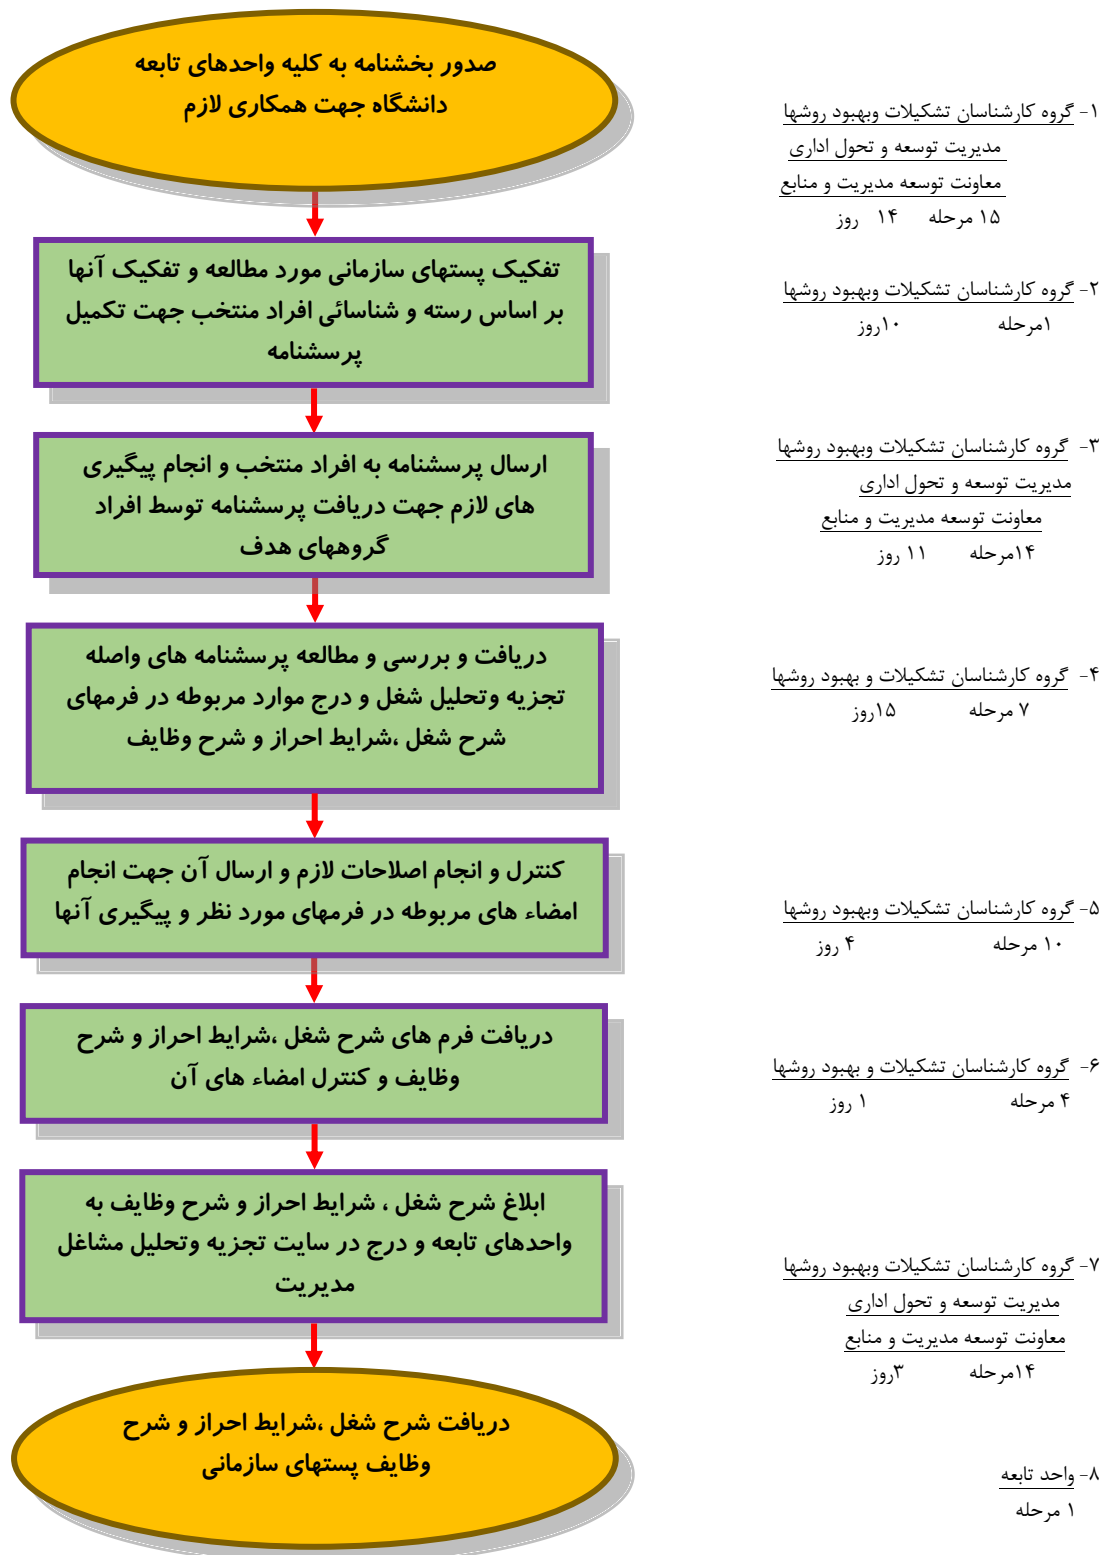 صدور بخشنامه به کلیه واحدهای تابعه
دانشگاه جهت همکاری لازم
۱- گروه کارشناسان تشکیلات وبهبود روشها
مدیریت توسعه و تحول اداری
معاونت توسعه مدیریت و منابع
۱۵ مرحله ۱۴ روز
تفکیک پستهای سازمانی مورد مطالعه و تفکیک آنها
بر اساس رسته و شناسائی افراد منتخب جهت تکمیل
پرسشنامه
۲- گروه کارشناسان تشکیلات وبهبود روشها
۱مرحله ۱۰روز
ارسال پرسشنامه به افراد منتخب و انجام پیگیری
های لازم جهت دریافت پرسشنامه توسط افراد
گروههای هدف
۳- گروه کارشناسان تشکیلات وبهبود روشها
مدیریت توسعه و تحول اداری
معاونت توسعه مدیریت و منابع
۱۴مرحله ۱۱ روز
دریافت و بررسی و مطالعه پرسشنامه های واصله
تجزیه وتحلیل شغل و درج موارد مربوطه در فرمهای
شرح شغل ،شرایط احراز و شرح وظایف
۴- گروه کارشناسان تشکیلات و بهبود روشها
۷ مرحله ۱۵روز
کنترل و انجام اصلاحات لازم و ارسال آن جهت انجام
امضاء های مربوطه در فرمهای مورد نظر و پیگیری آنها
۵- گروه کارشناسان تشکیلات وبهبود روشها
۱۰ مرحله ۴ روز
دریافت فرم های شرح شغل ،شرایط احراز و شرح
وظایف و کنترل امضاء های آن
۶- گروه کارشناسان تشکیلات و بهبود روشها
۴ مرحله ۱ روز
ابلاغ شرح شغل ، شرایط احراز و شرح وظایف به
واحدهای تابعه و درج در سایت تجزیه وتحلیل مشاغل
مدیریت
۷- گروه کارشناسان تشکیلات وبهبود روشها
مدیریت توسعه و تحول اداری
معاونت توسعه مدیریت و منابع
۱۴مرحله ۳روز
دریافت شرح شغل ،شرایط احراز و شرح
وظایف پستهای سازمانی
۸- واحد تابعه
۱ مرحله